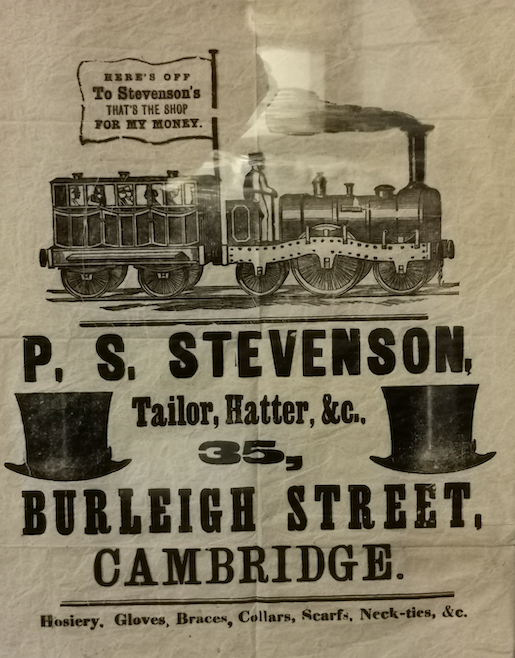 HERE'S OFF
To Stevenson's
THAT'S THE SHOP
FOR MY MONEY.
P. S. STEVENSON,
Tailor, Hatter, &c.,
35,
BURLEIGH STREET,
CAMBRIDGE.
Hosiery, Gloves, Braces, Collars, Scarfs, Neck-ties, &c.